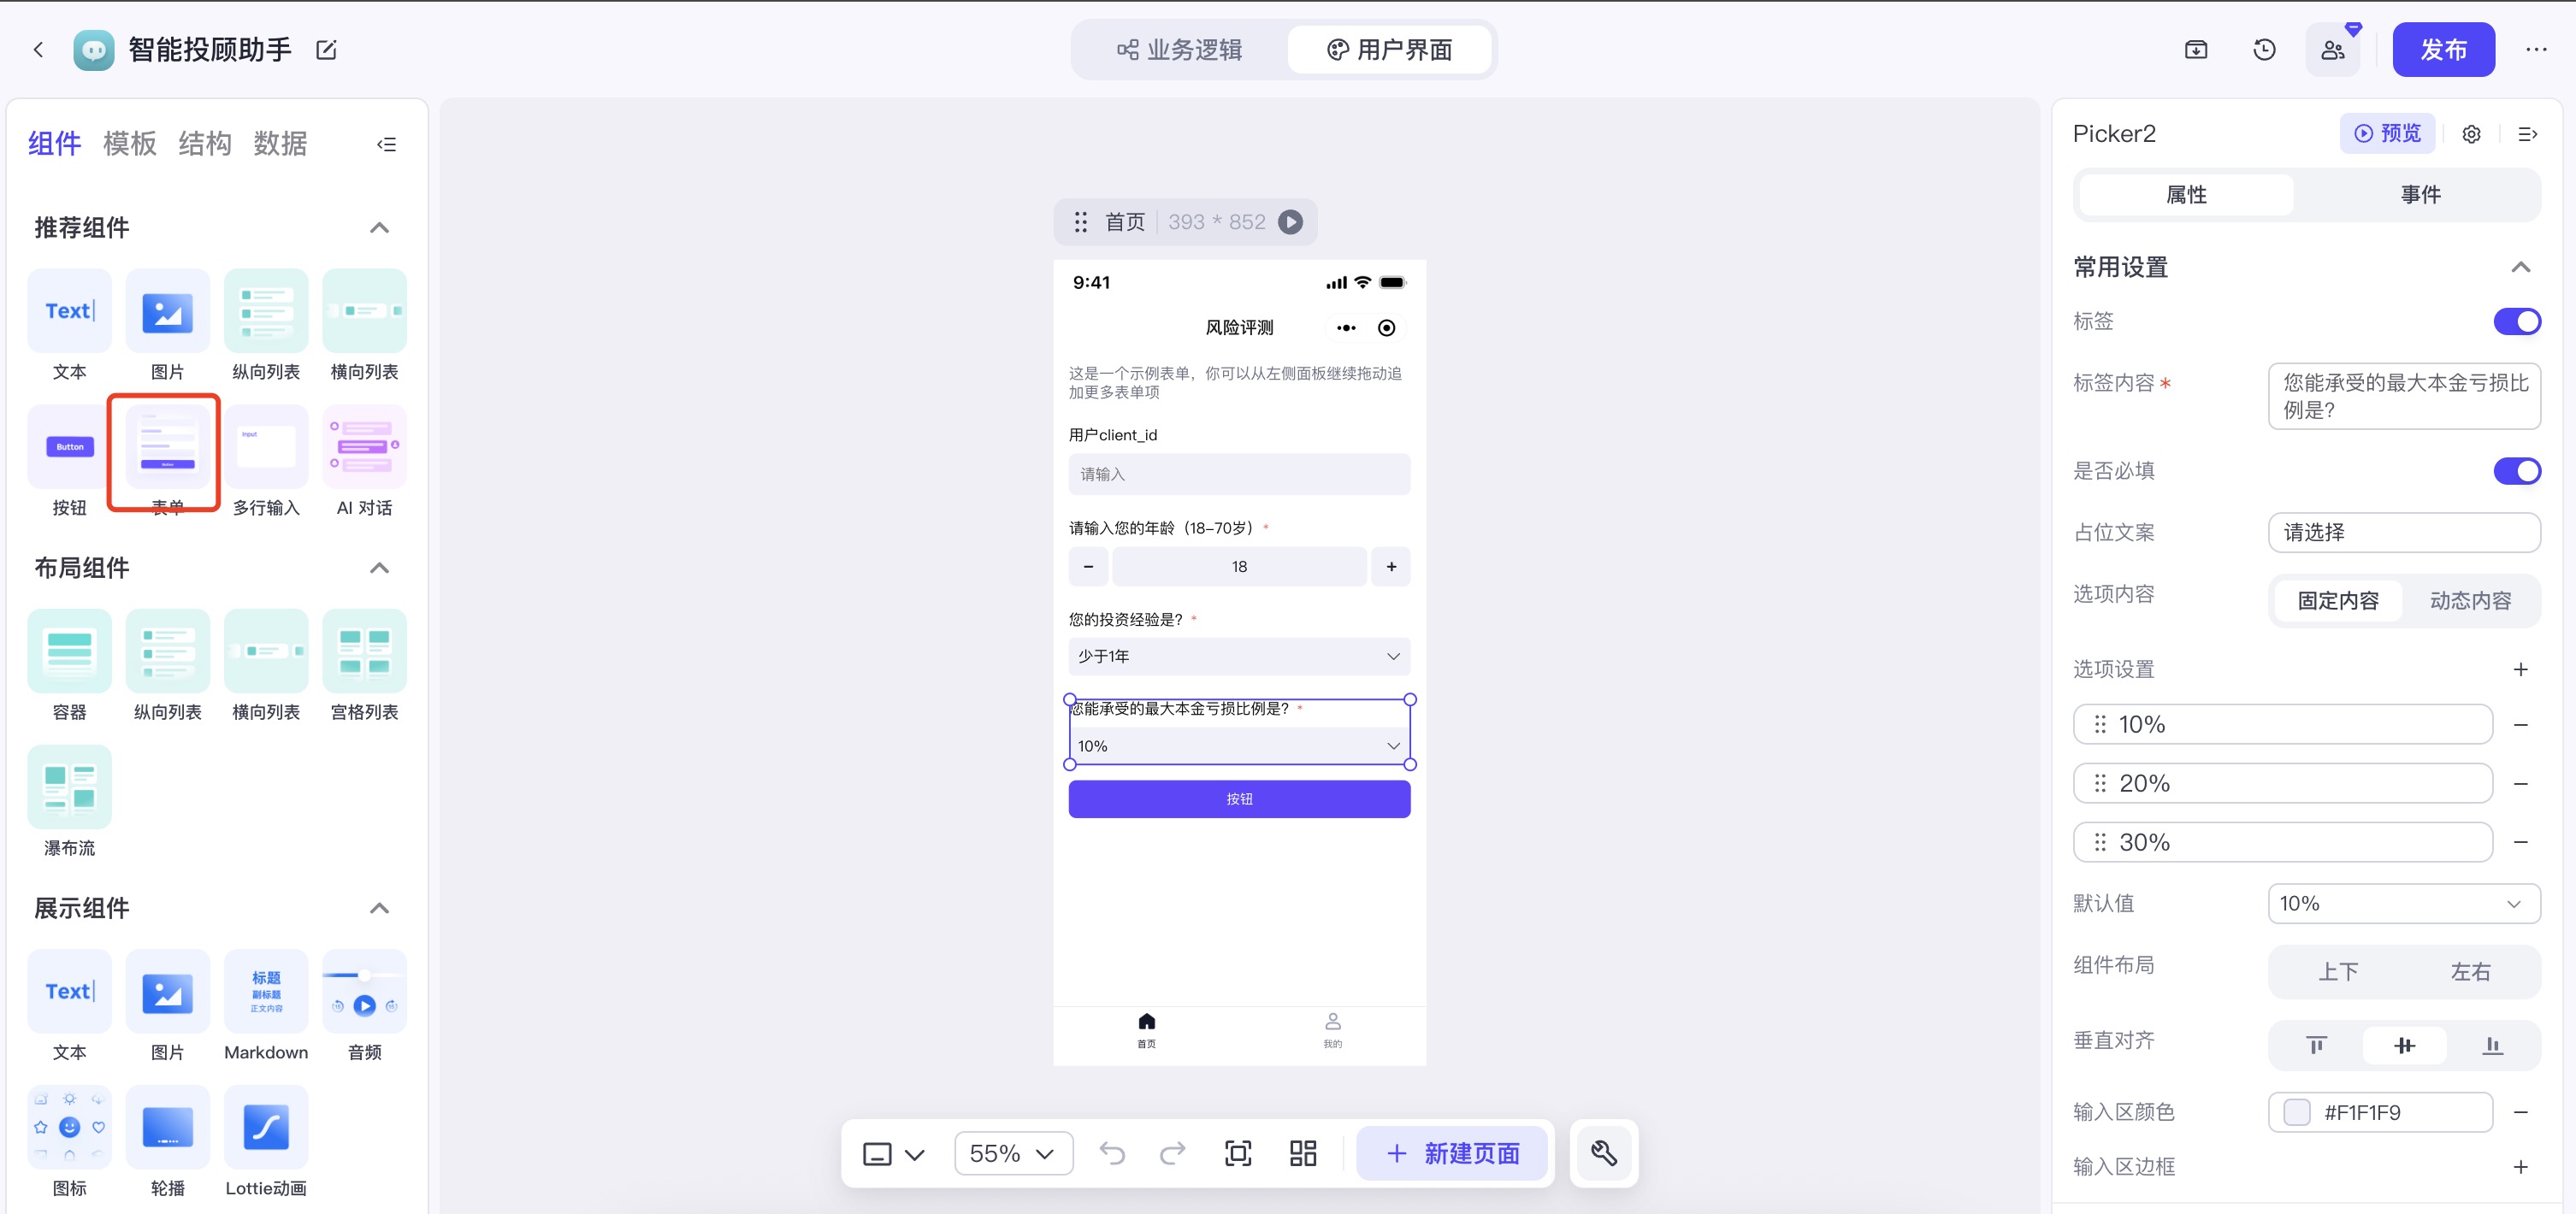 智能投顾助手
业务逻辑
用户界面
发布
组件 模板 结构 数据
推荐组件
Text
文本 图片 纵向列表 横向列表
Button
Button
Input
按钮 表单 多行输入 AI 对话
布局组件
容器 纵向列表 横向列表 宫格列表
瀑布流
展示组件
Text
标题
副标题
正文内容
文本 图片 Markdown 音频
图标 轮播 Lottie动画
首页 393 * 852
9:41
风险评测
这是一个示例表单，你可以从左侧面板继续拖动追
加更多表单项
用户client_id
请输入
请输入您的年龄（18-70岁） *
- 18 +
您的投资经验是？ *
少于1年
您能承受的最大本金亏损比例是？ *
10%
按钮
首页 我的
55%
+ 新建页面
Picker2
预览
属性 事件
常用设置
标签
标签内容 * 您能承受的最大本金亏损比
例是？
是否必填
占位文案 请选择
选项内容 固定内容 动态内容
选项设置 +
10% -
20% -
30% -
默认值 10%
组件布局 上下 左右
垂直对齐
输入区颜色 #F1F1F9 -
输入区边框 +